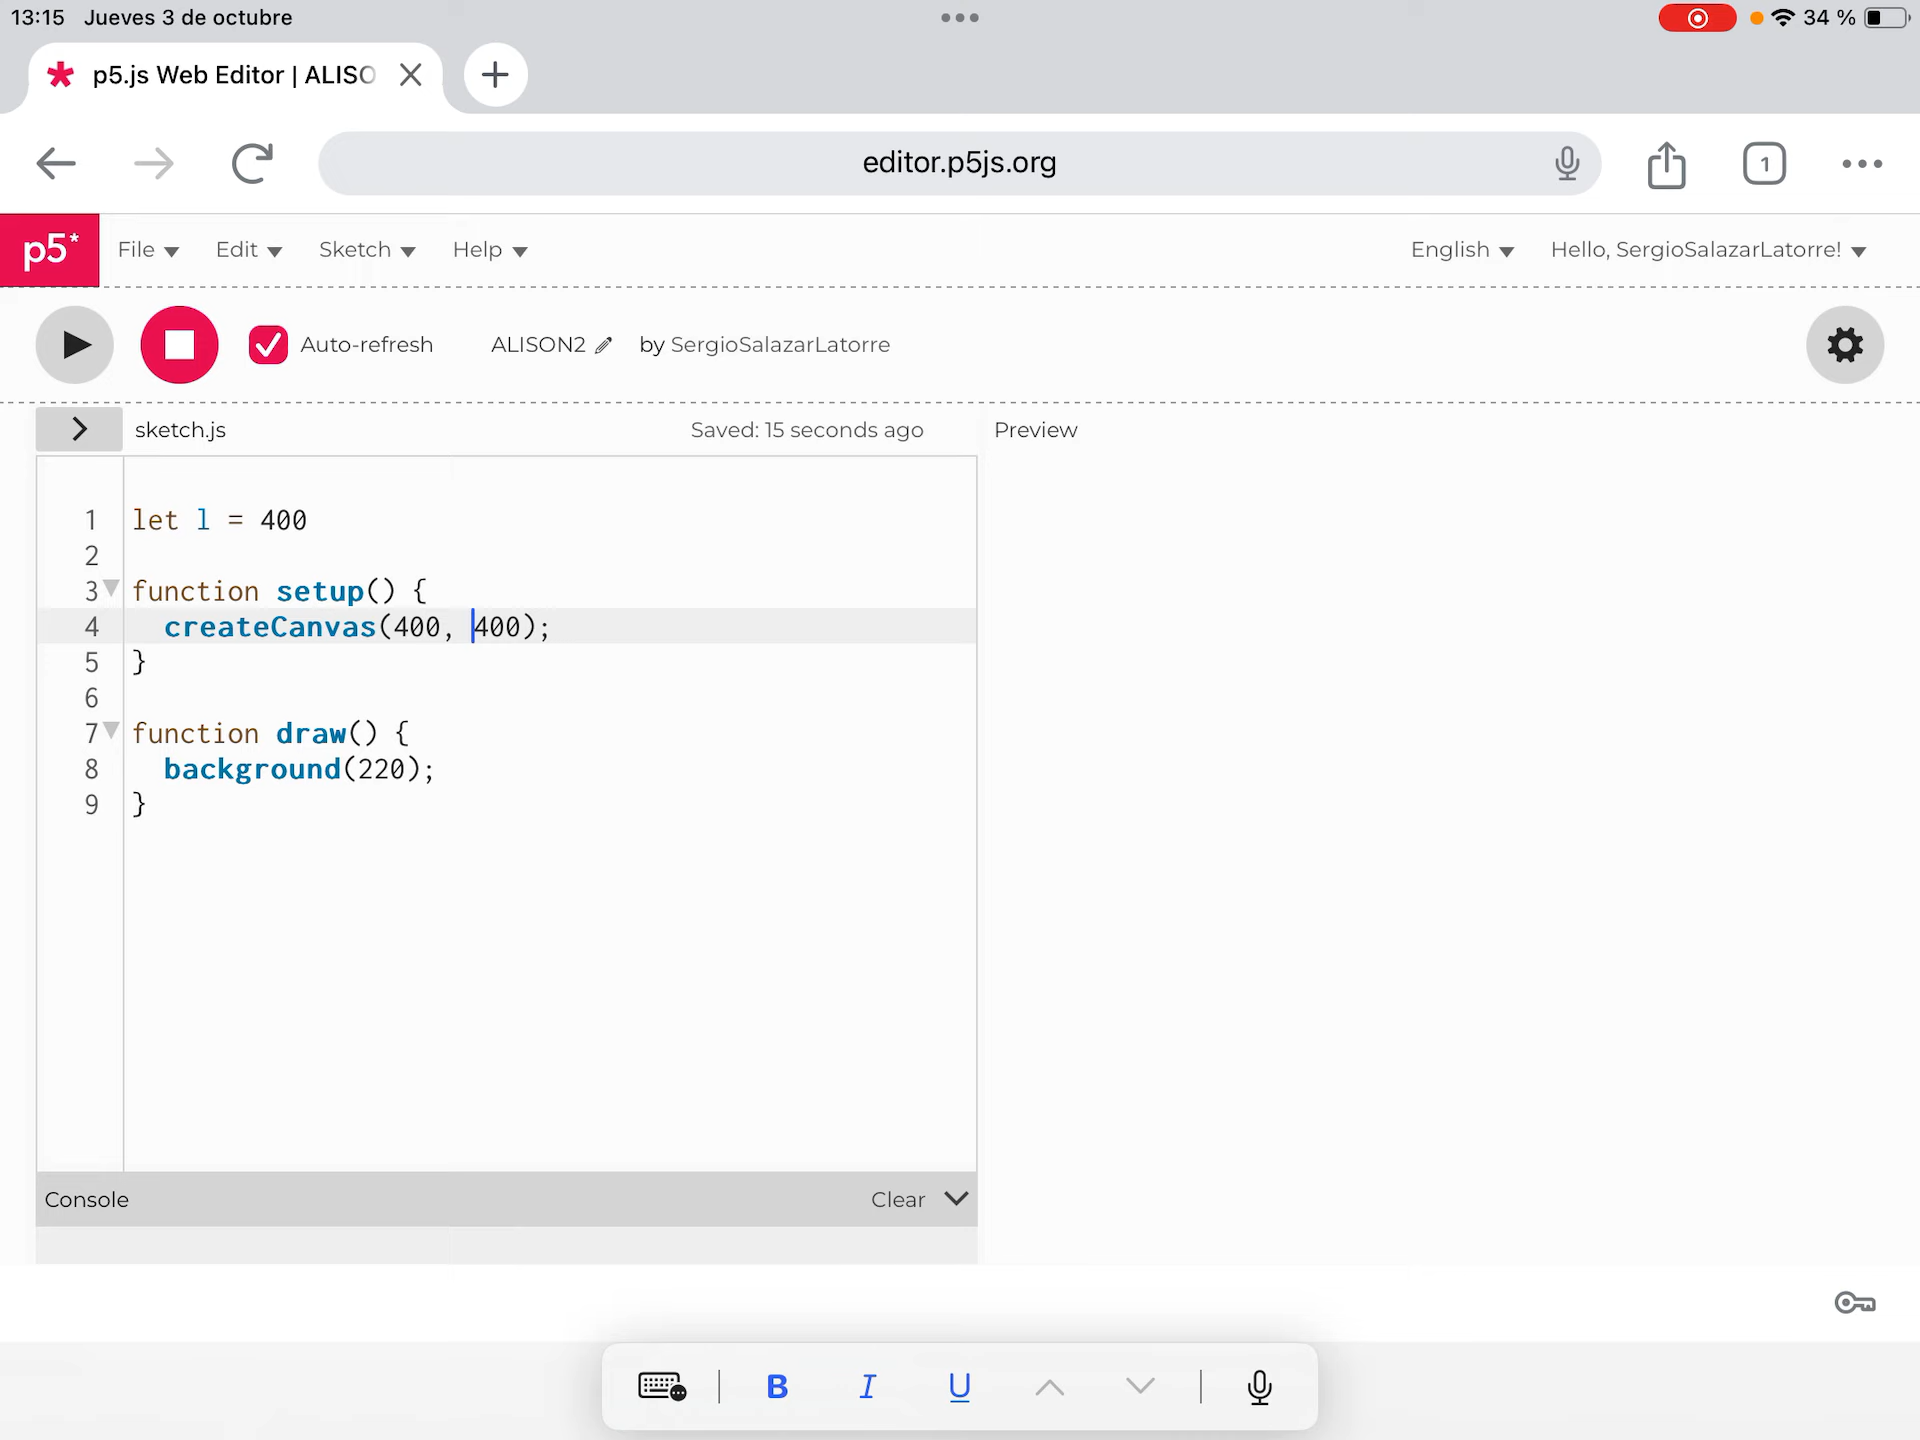 13:15 Jueves 3 de octubre 34 %
p5.js Web Editor | ALISO
editor.p5js.org 1
p5* File Edit Sketch Help English Hello, SergioSalazarLatorre!
Auto-refresh ALISON2 by SergioSalazarLatorre
sketch.js Saved: 15 seconds ago Preview
1 let l = 400
2
3 function setup() {
4   createCanvas(400, 400);
5 }
6
7 function draw() {
8   background(220);
9 }
Console Clear
B I U